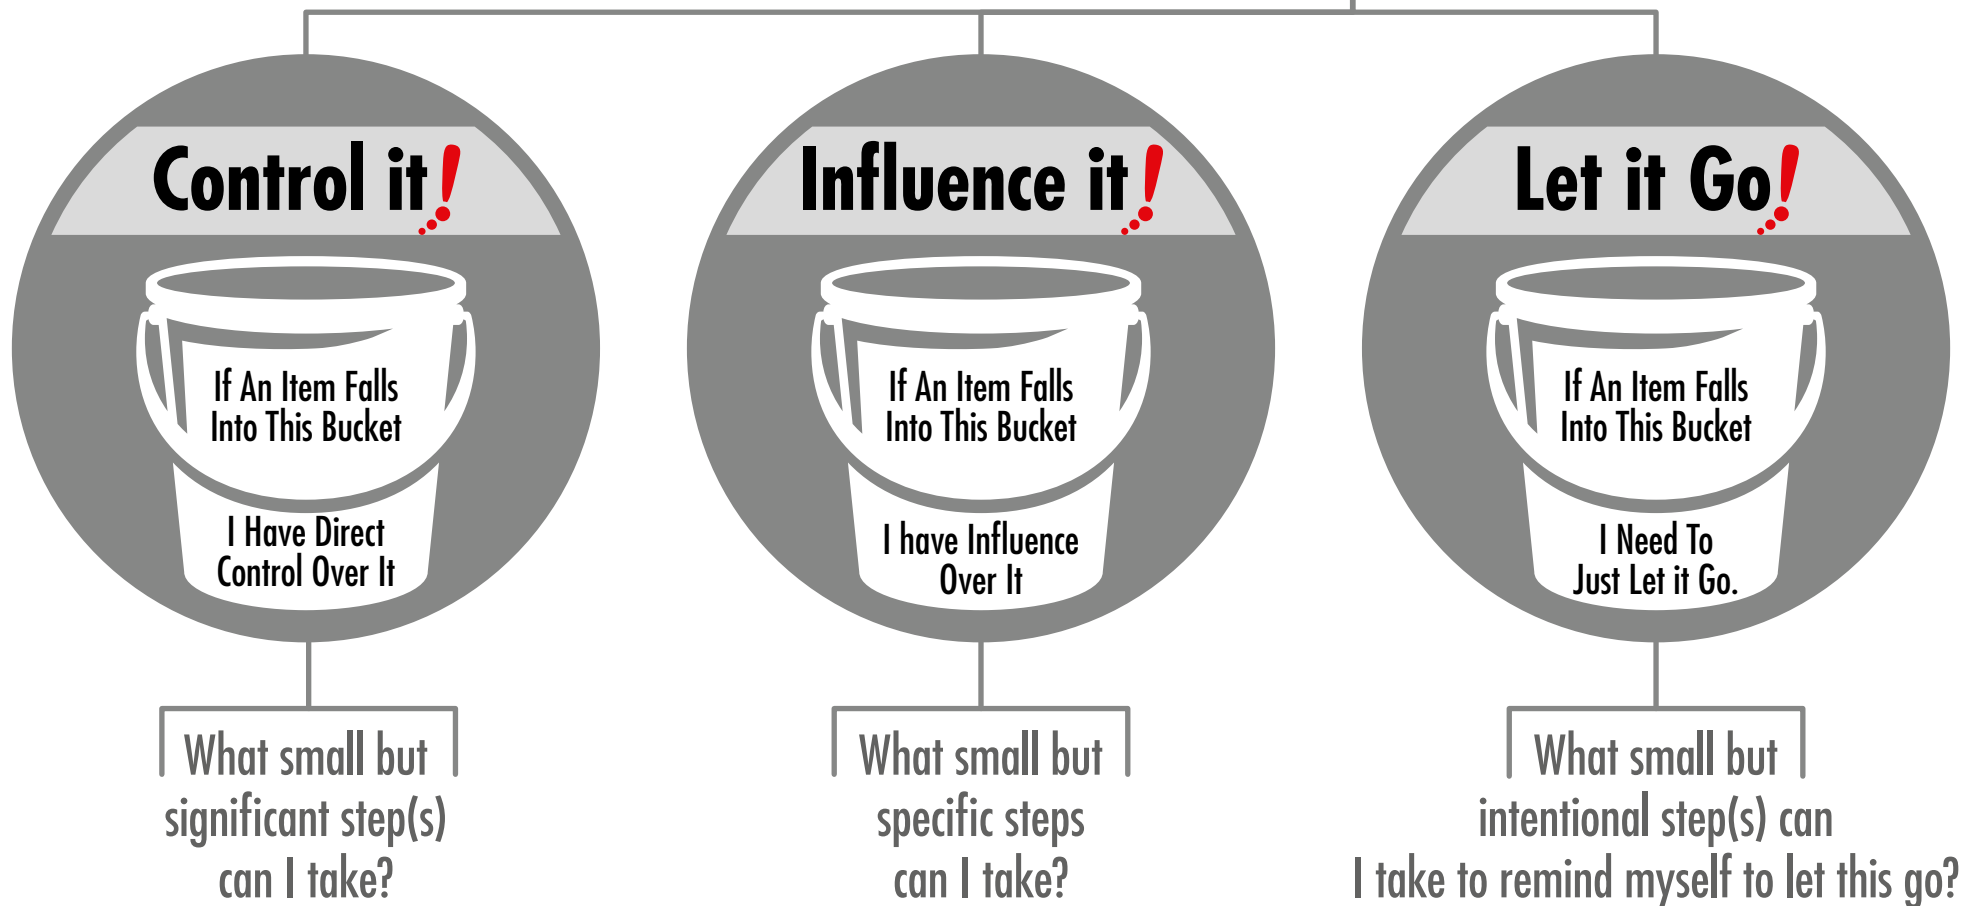 Control it!
If An Item Falls
Into This Bucket
I Have Direct
Control Over It
What small but
significant step(s)
can I take?
Influence it!
If An Item Falls
Into This Bucket
I have Influence
Over It
What small but
specific steps
can I take?
Let it Go!
If An Item Falls
Into This Bucket
I Need To
Just Let it Go.
What small but
intentional step(s) can
I take to remind myself to let this go?